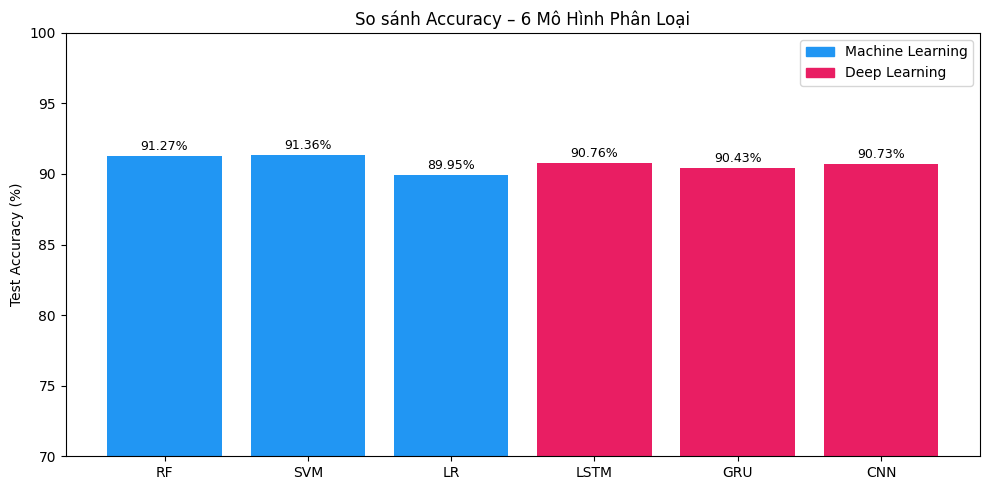 So sánh Accuracy – 6 Mô Hình Phân Loại
Machine Learning
Deep Learning
Test Accuracy (%)
100
95
90
85
80
75
70
91.27%
91.36%
89.95%
90.76%
90.43%
90.73%
RF
SVM
LR
LSTM
GRU
CNN